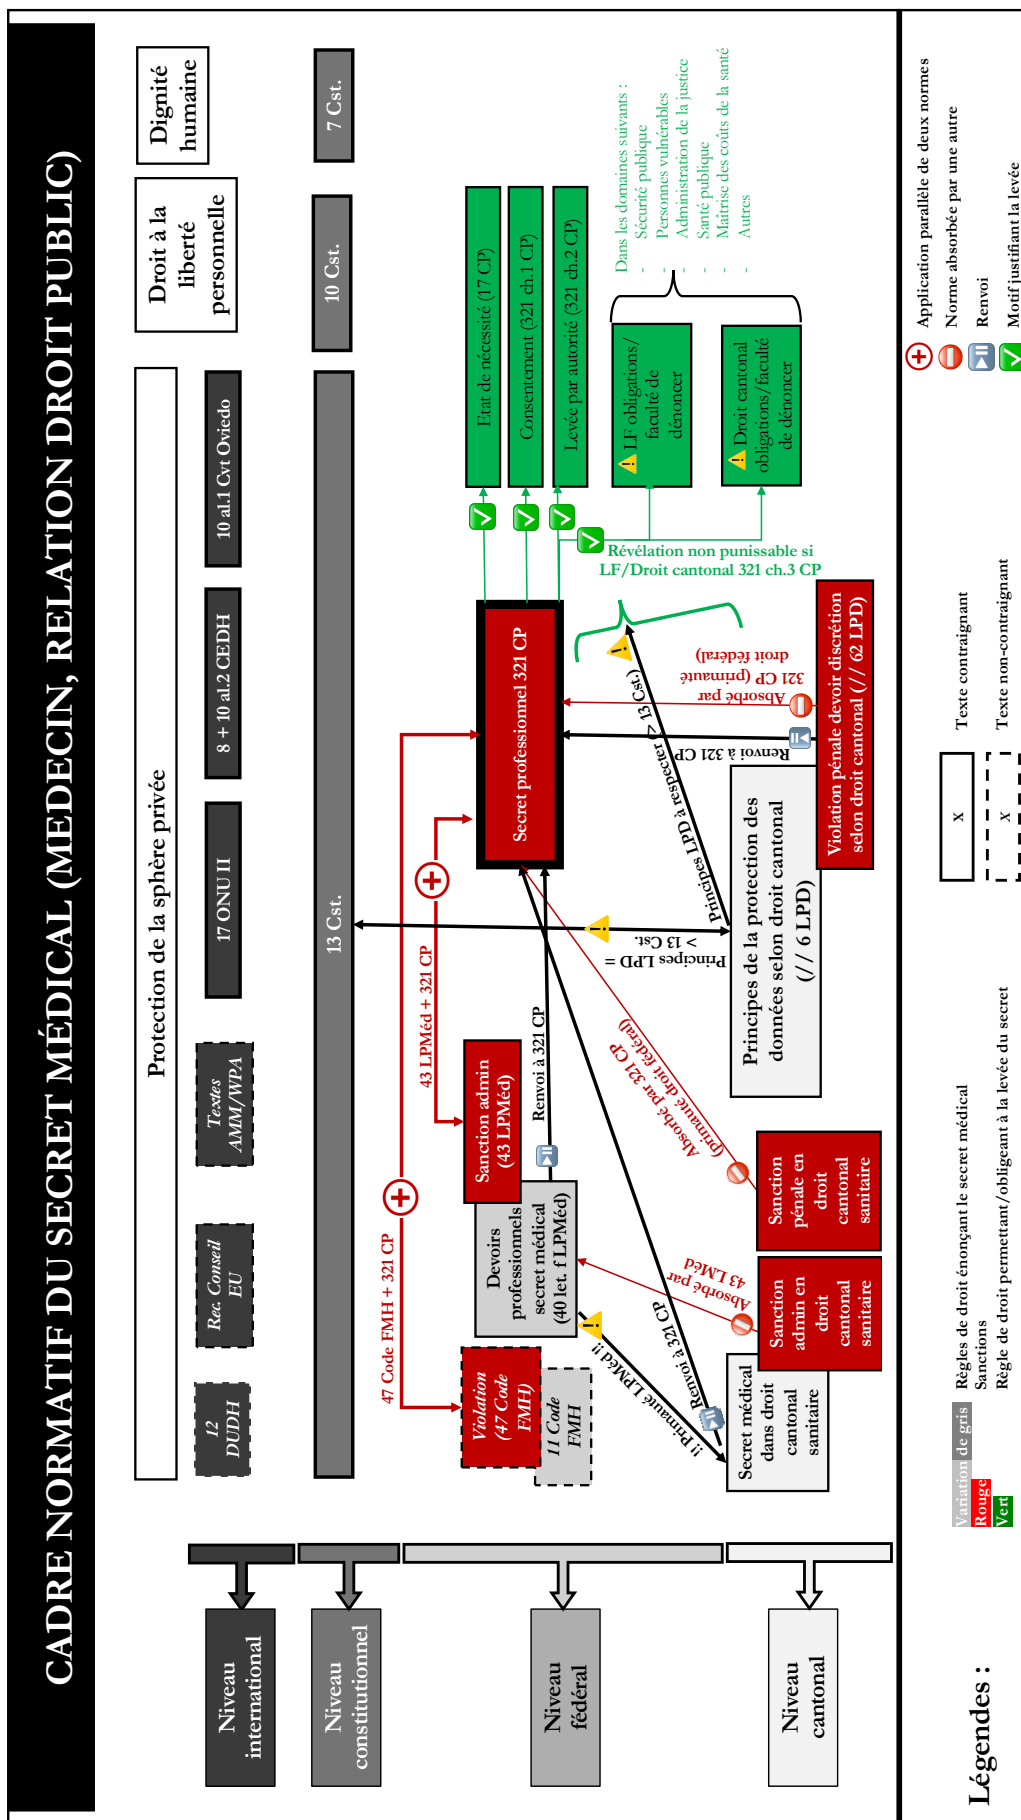 CADRE NORMATIF DU SECRET MÉDICAL (MEDECIN, RELATION DROIT PUBLIC)
Niveau
international
Protection de la sphère privée
Droit à la
liberté
personnelle
Dignité
humaine
12
DUDH
Rec. Conseil
EU
Textes
AMM/WPA
17 ONU II
8 + 10 al.2 CEDH
10 al.1 Cvt Oviedo
Niveau
constitutionnel
13 Cst.
10 Cst.
7 Cst.
Niveau
fédéral
47 Code FMH + 321 CP
43 LPMéd + 321 CP
Violation
(47 Code
FMH)
11 Code
FMH
Sanction admin
(43 LPMéd)
Devoirs
professionnels
secret médical
(40 let. f LPMéd)
Renvoi à 321 CP
Secret professionnel 321 CP
Etat de nécessité (17 CP)
Consentement (321 ch.1 CP)
Levée par autorité (321 ch.2 CP)
Révélation non punissable si
LF/Droit cantonal 321 ch.3 CP
LF obligations/
faculté de
dénoncer
Droit cantonal
obligations/faculté
de dénoncer
Dans les domaines suivants :
- Sécurité publique
- Personnes vulnérables
- Administration de la justice
- Santé publique
- Maîtrise des coûts de la santé
- Autres
!! Primauté LPMéd !!
Renvoi à 321 CP
Absorbé par
43 LMéd
Absorbé par 321 CP
(primauté droit fédéral)
Principes LPD =
> 13 Cst.
Principes LPD à respecter (> 13 Cst.)
Renvoi à 321 CP
Absorbé par
321 CP (primauté
droit fédéral)
Niveau
cantonal
Secret médical
dans droit
cantonal
sanitaire
Sanction
admin en
droit
cantonal
sanitaire
Sanction
pénale en
droit
cantonal
sanitaire
Principes de la protection des
données selon droit cantonal
(// 6 LPD)
Violation pénale devoir discrétion
selon droit cantonal (// 62 LPD)
Légendes :
Variation de gris Règles de droit énonçant le secret médical
Rouge Sanctions
Vert Règle de droit permettant/obligeant à la levée du secret
X Texte contraignant
X Texte non-contraignant
Application parallèle de deux normes
Norme absorbée par une autre
Renvoi
Motif justifiant la levée